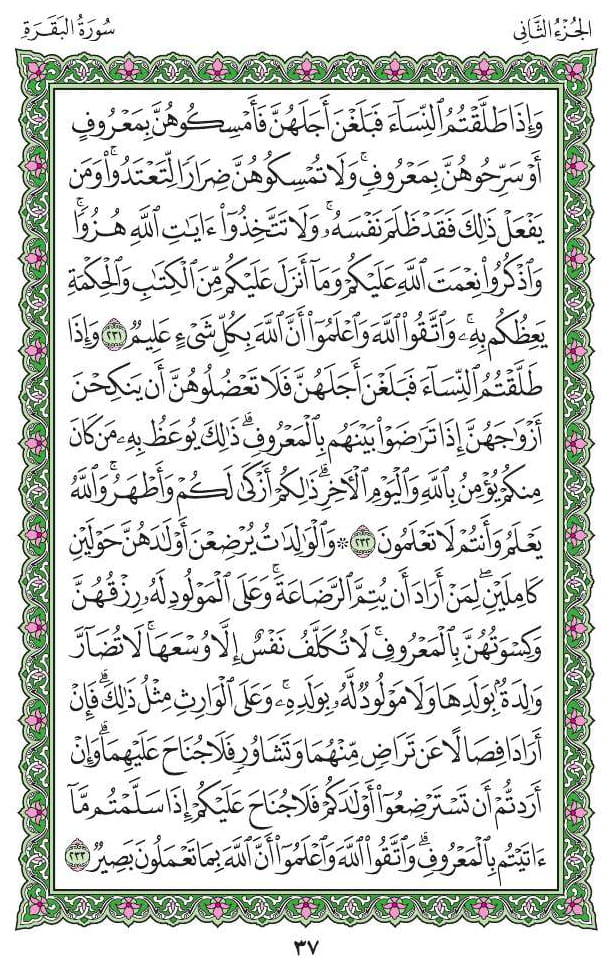 الجُزْءُ الثَّانِي
سُورَةُ البَقَرَةِ
وَإِذَا طَلَّقْتُمُ ٱلنِّسَآءَ فَبَلَغْنَ أَجَلَهُنَّ فَأَمْسِكُوهُنَّ بِمَعْرُوفٍ
أَوْ سَرِّحُوهُنَّ بِمَعْرُوفٖۚ وَلَا تُمْسِكُوهُنَّ ضِرَارٗا لِّتَعْتَدُواْۚ وَمَن
يَفْعَلْ ذَٰلِكَ فَقَدْ ظَلَمَ نَفْسَهُۥۚ وَلَا تَتَّخِذُوٓاْ ءَايَٰتِ ٱللَّهِ هُزُوٗاۚ
وَٱذْكُرُواْ نِعْمَتَ ٱللَّهِ عَلَيْكُمْ وَمَآ أَنزَلَ عَلَيْكُم مِّنَ ٱلْكِتَٰبِ وَٱلْحِكْمَةِ
يَعِظُكُم بِهِۦۚ وَٱتَّقُواْ ٱللَّهَ وَٱعْلَمُوٓاْ أَنَّ ٱللَّهَ بِكُلِّ شَيْءٍ عَلِيمٞ ٢٣١ وَإِذَا
طَلَّقْتُمُ ٱلنِّسَآءَ فَبَلَغْنَ أَجَلَهُنَّ فَلَا تَعْضُلُوهُنَّ أَن يَنكِحْنَ
أَزْوَٰجَهُنَّ إِذَا تَرَٰضَوْاْ بَيْنَهُم بِٱلْمَعْرُوفِۗ ذَٰلِكَ يُوعَظُ بِهِۦ مَن كَانَ
مِنكُمْ يُؤْمِنُ بِٱللَّهِ وَٱلْيَوْمِ ٱلْأٓخِرِۗ ذَٰلِكُمْ أَزْكَىٰ لَكُمْ وَأَطْهَرُۚ وَٱللَّهُ
يَعْلَمُ وَأَنتُمْ لَا تَعْلَمُونَ ٢٣٢ ۞ وَٱلْوَٰلِدَٰتُ يُرْضِعْنَ أَوْلَٰدَهُنَّ حَوْلَيْنِ
كَامِلَيْنِۖ لِمَنْ أَرَادَ أَن يُتِمَّ ٱلرَّضَاعَةَۚ وَعَلَى ٱلْمَوْلُودِ لَهُۥ رِزْقُهُنَّ
وَكِسْوَتُهُنَّ بِٱلْمَعْرُوفِۚ لَا تُكَلَّفُ نَفْسٌ إِلَّا وُسْعَهَاۚ لَا تُضَآرَّ
وَٰلِدَةُۢ بِوَلَدِهَا وَلَا مَوْلُودٞ لَّهُۥ بِوَلَدِهِۦۚ وَعَلَى ٱلْوَارِثِ مِثْلُ ذَٰلِكَۗ فَإِنْ
أَرَادَا فِصَالًا عَن تَرَاضٖ مِّنْهُمَا وَتَشَاوُرٖ فَلَا جُنَاحَ عَلَيْهِمَاۗ وَإِنْ
أَرَدتُّمْ أَن تَسْتَرْضِعُوٓاْ أَوْلَٰدَكُمْ فَلَا جُنَاحَ عَلَيْكُمْ إِذَا سَلَّمْتُم مَّآ
ءَاتَيْتُم بِٱلْمَعْرُوفِۗ وَٱتَّقُواْ ٱللَّهَ وَٱعْلَمُوٓاْ أَنَّ ٱللَّهَ بِمَا تَعْمَلُونَ بَصِيرٞ ٢٣٣
٣٧